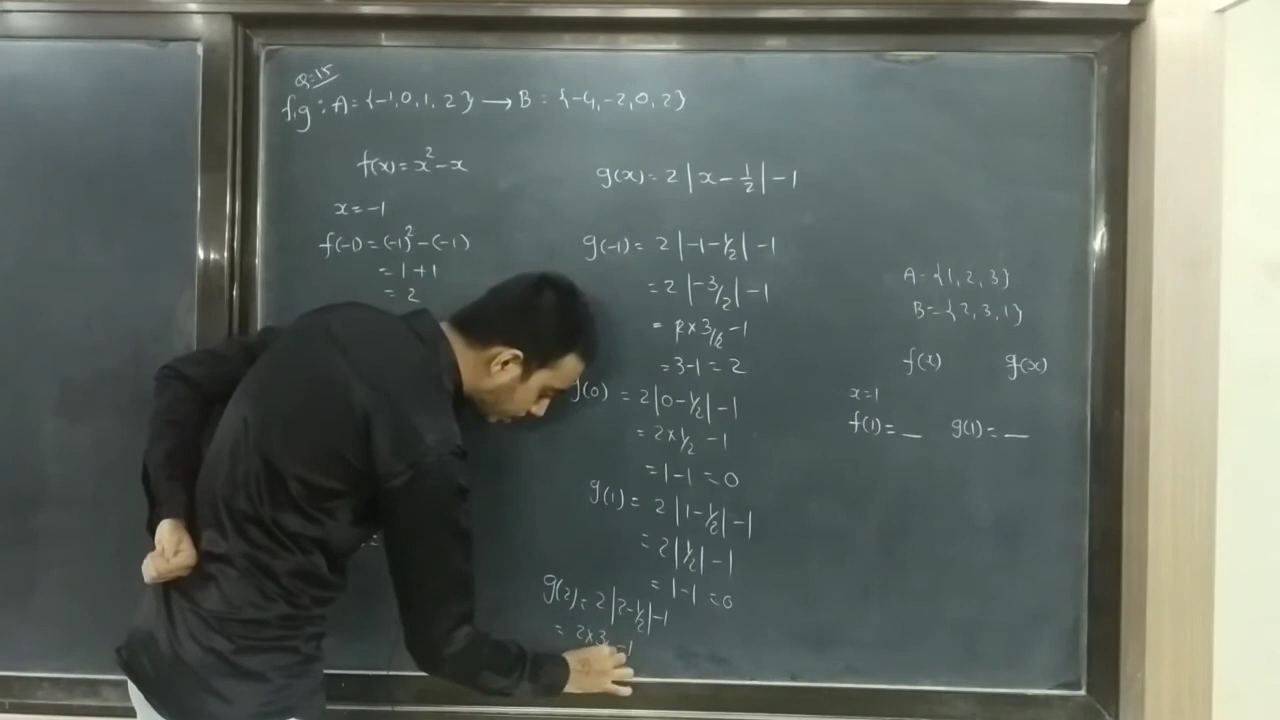 Q:15
f,g : A = {-1, 0, 1, 2} → B = {-4, -2, 0, 2}
f(x) = x² - x
x = -1
f(-1) = (-1)² - (-1)
= 1 + 1
= 2
g(x) = 2 |x - 1/2| - 1
g(-1) = 2 |-1 - 1/2| - 1
= 2 |-3/2| - 1
= 2 × 3/2 - 1
= 3 - 1 = 2
g(0) = 2 |0 - 1/2| - 1
= 2 × 1/2 - 1
= 1 - 1 = 0
g(1) = 2 |1 - 1/2| - 1
= 2 |1/2| - 1
= 1 - 1 = 0
g(2) = 2 |2 - 1/2| - 1
= 2 × 3/ - 1
A = {1, 2, 3}
B = {2, 3, 1}
f(x) g(x)
x = 1
f(1) = _ g(1) = _